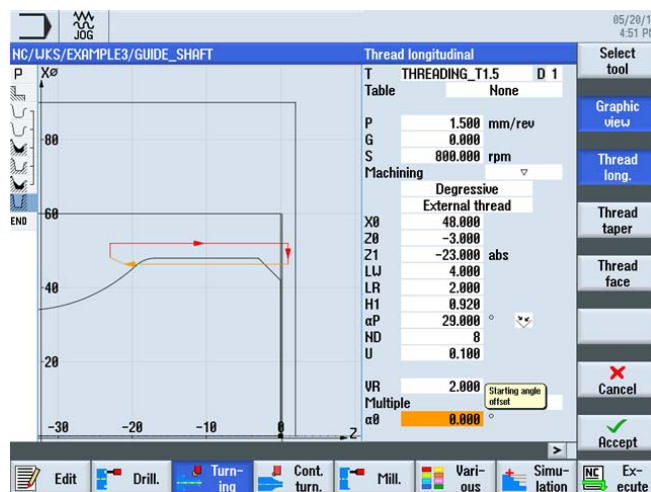 05/20/1
JOG
4:51 P
NC/WKS/EXAMPLE3/GUIDE_SHAFT
Thread longitudinal
Select tool
P
XØ
T THREADING_T1.5 D 1
Table None
Graphic view
P 1.500 mm/rev
G 0.000
S 800.000 rpm
Thread long.
Machining ▽
Degressive
External thread
X0 48.000
Z0 -3.000
Z1 -23.000 abs
LW 4.000
LR 2.000
H1 0.920
αP 29.000 °
ND 8
U 0.100
VR 2.000
Starting angle offset
Multiple
α0 0.000 °
END
80
60
40
20
-30 -20 -10 0 Z
Thread taper
Thread face
Cancel
Accept
>
Edit
Drill.
Turn-ing
Cont. turn.
Mill.
Vari-ous
Simu-lation
NC
Ex-ecute